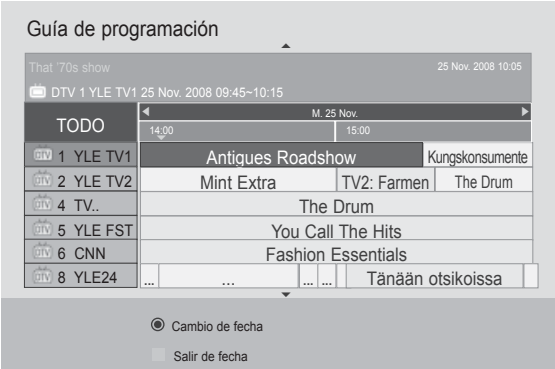 Guía de programación
That '70s show
25 Nov. 2008 10:05
DTV 1 YLE TV1 25 Nov. 2008 09:45~10:15
TODO
M. 25 Nov.
14:00
15:00
DTV 1 YLE TV1 Antigues Roadshow Kungskonsumente
DTV 2 YLE TV2 Mint Extra TV2: Farmen The Drum
DTV 4 TV.. The Drum
DTV 5 YLE FST You Call The Hits
DTV 6 CNN Fashion Essentials
DTV 8 YLE24 ... ... ... ... Tänään otsikoissa
Cambio de fecha
Salir de fecha